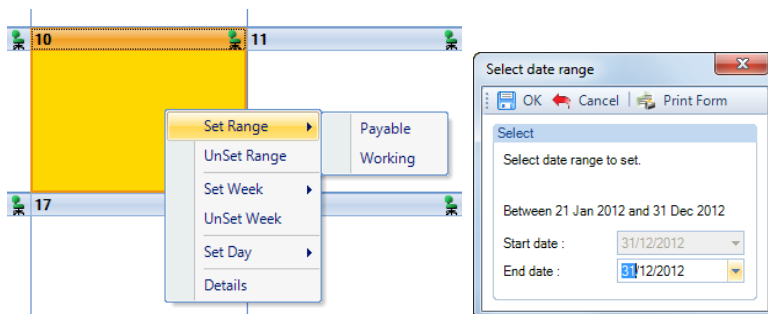 10
11
Set Range
UnSet Range
Set Week
UnSet Week
Set Day
Details
Payable
Working
17
Select date range
OK Cancel Print Form
Select
Select date range to set.
Between 21 Jan 2012 and 31 Dec 2012
Start date : 31/12/2012
End date : 31/12/2012